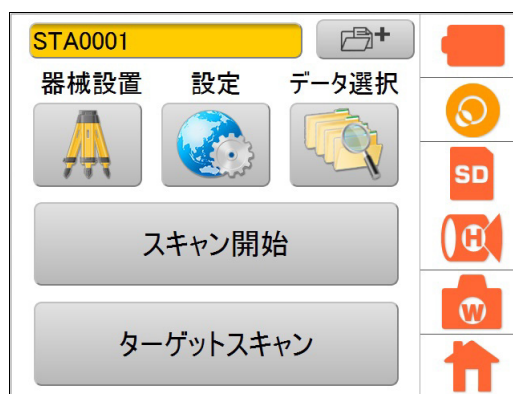 STA0001
器械設置 設定 データ選択
SD
スキャン開始
H
W
ターゲットスキャン